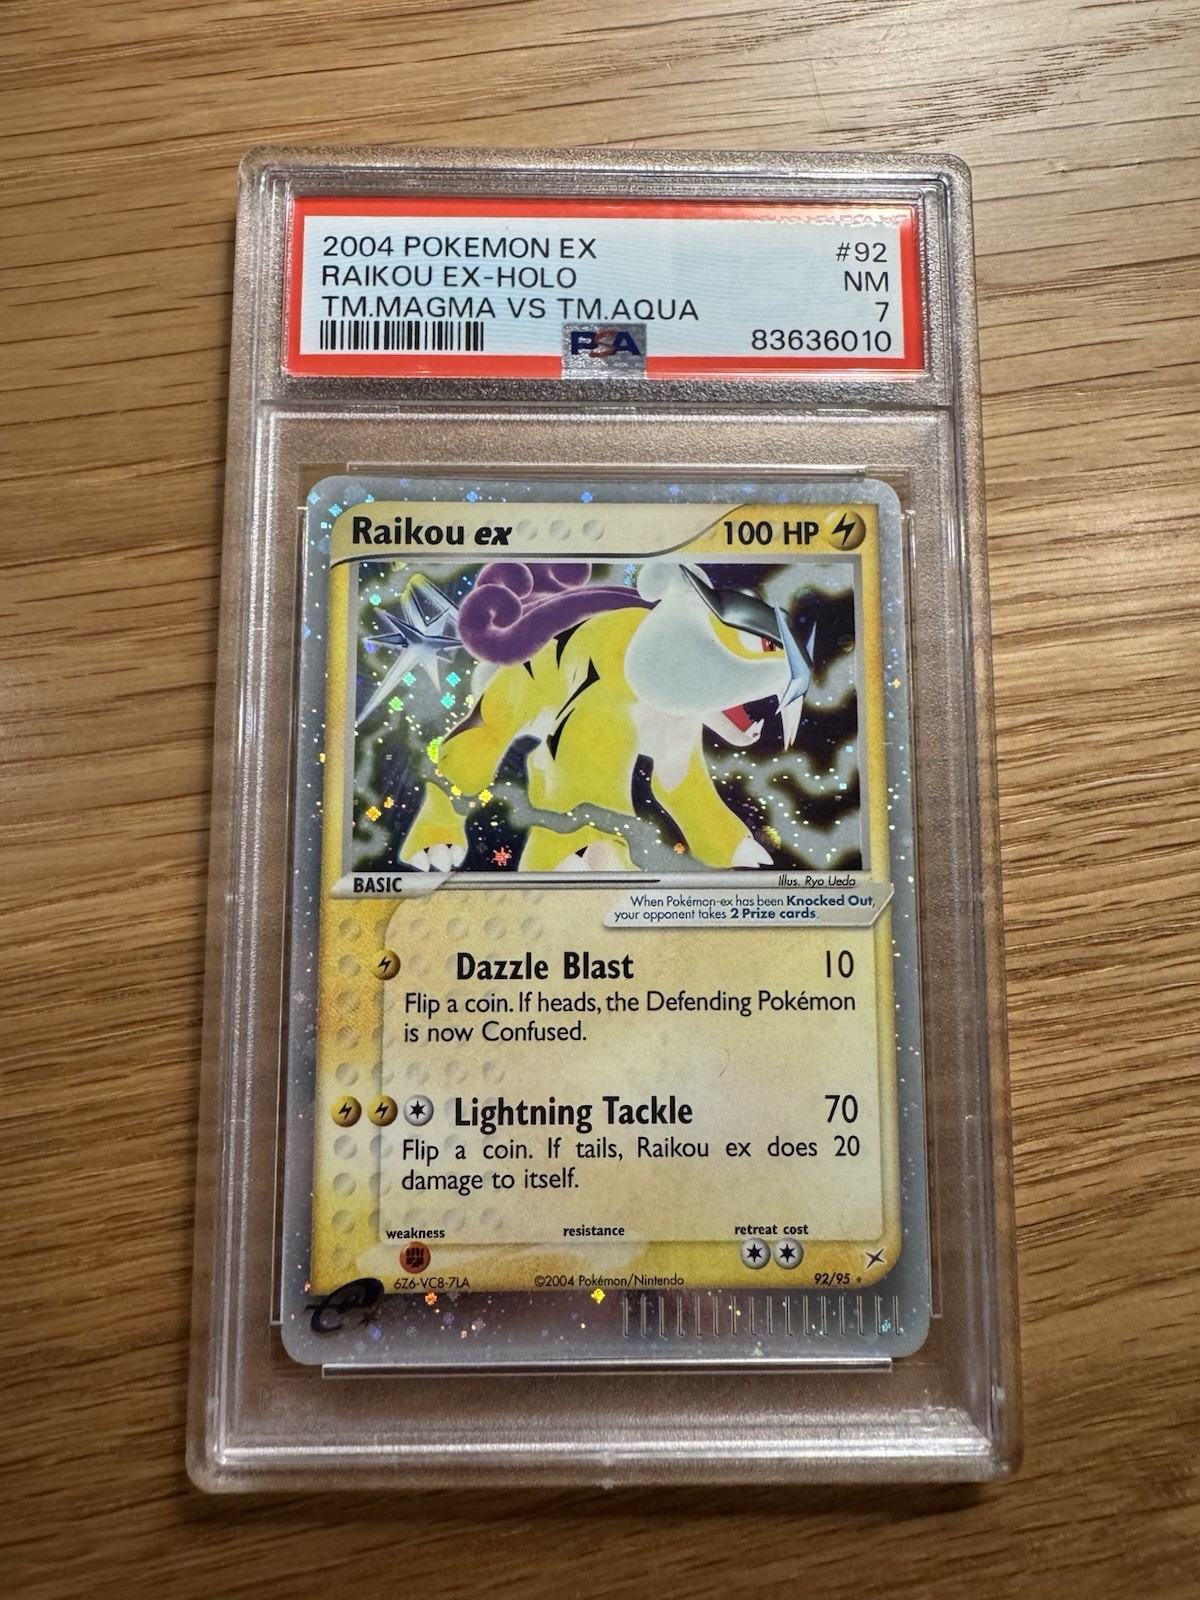 2004 POKEMON EX #92
RAIKOU EX-HOLO NM
TM.MAGMA VS TM.AQUA 7
PSA 83636010
Raikou ex 100 HP
BASIC
Illus. Ryo Ueda
When Pokémon-ex has been Knocked Out,
your opponent takes 2 Prize cards.
Dazzle Blast 10
Flip a coin. If heads, the Defending Pokémon
is now Confused.
Lightning Tackle 70
Flip a coin. If tails, Raikou ex does 20
damage to itself.
weakness resistance retreat cost
6Z6-VC8-7LA ©2004 Pokémon/Nintendo 92/95